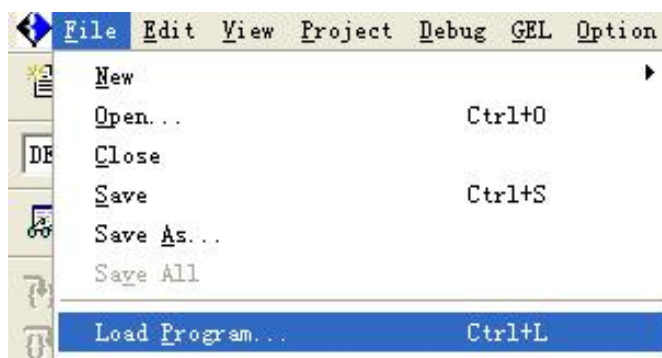 File Edit View Project Debug GEL Option
New
Open... Ctrl+O
Close
Save Ctrl+S
Save As...
Save All
Load Program... Ctrl+L